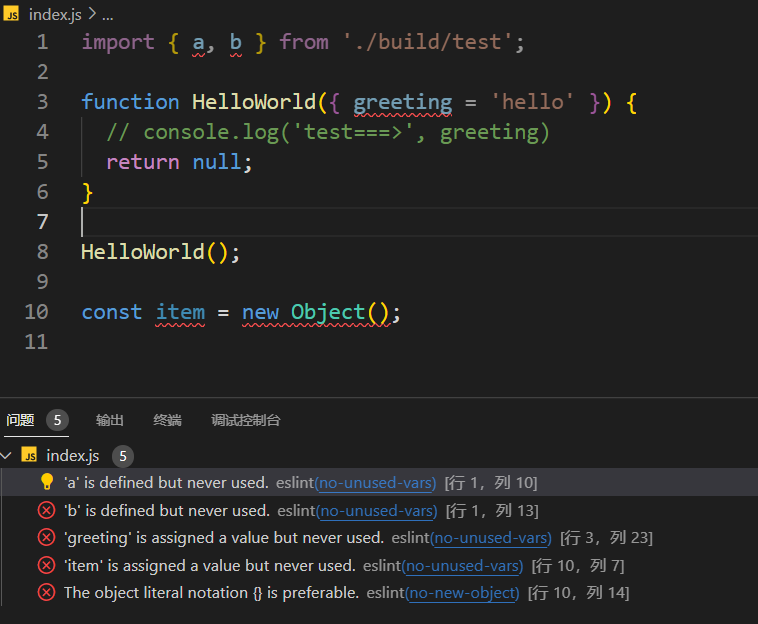 JS index.js > ...
1 import { a, b } from './build/test';
2
3 function HelloWorld({ greeting = 'hello' }) {
4 // console.log('test===>', greeting)
5 return null;
6 }
7
8 HelloWorld();
9
10 const item = new Object();
11
问题 5 输出 终端 调试控制台
JS index.js 5
'a' is defined but never used. eslint(no-unused-vars) [行 1，列 10]
'b' is defined but never used. eslint(no-unused-vars) [行 1，列 13]
'greeting' is assigned a value but never used. eslint(no-unused-vars) [行 3，列 23]
'item' is assigned a value but never used. eslint(no-unused-vars) [行 10，列 7]
The object literal notation {} is preferable. eslint(no-new-object) [行 10，列 14]